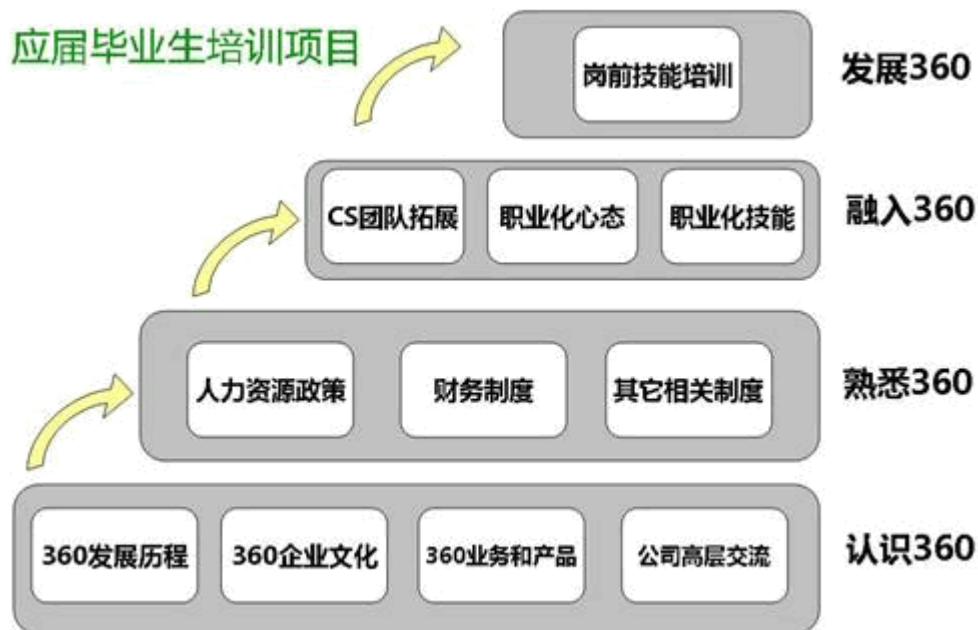 应届毕业生培训项目
岗前技能培训
发展360
CS团队拓展
职业化心态
职业化技能
融入360
人力资源政策
财务制度
其它相关制度
熟悉360
360发展历程
360企业文化
360业务和产品
公司高层交流
认识360